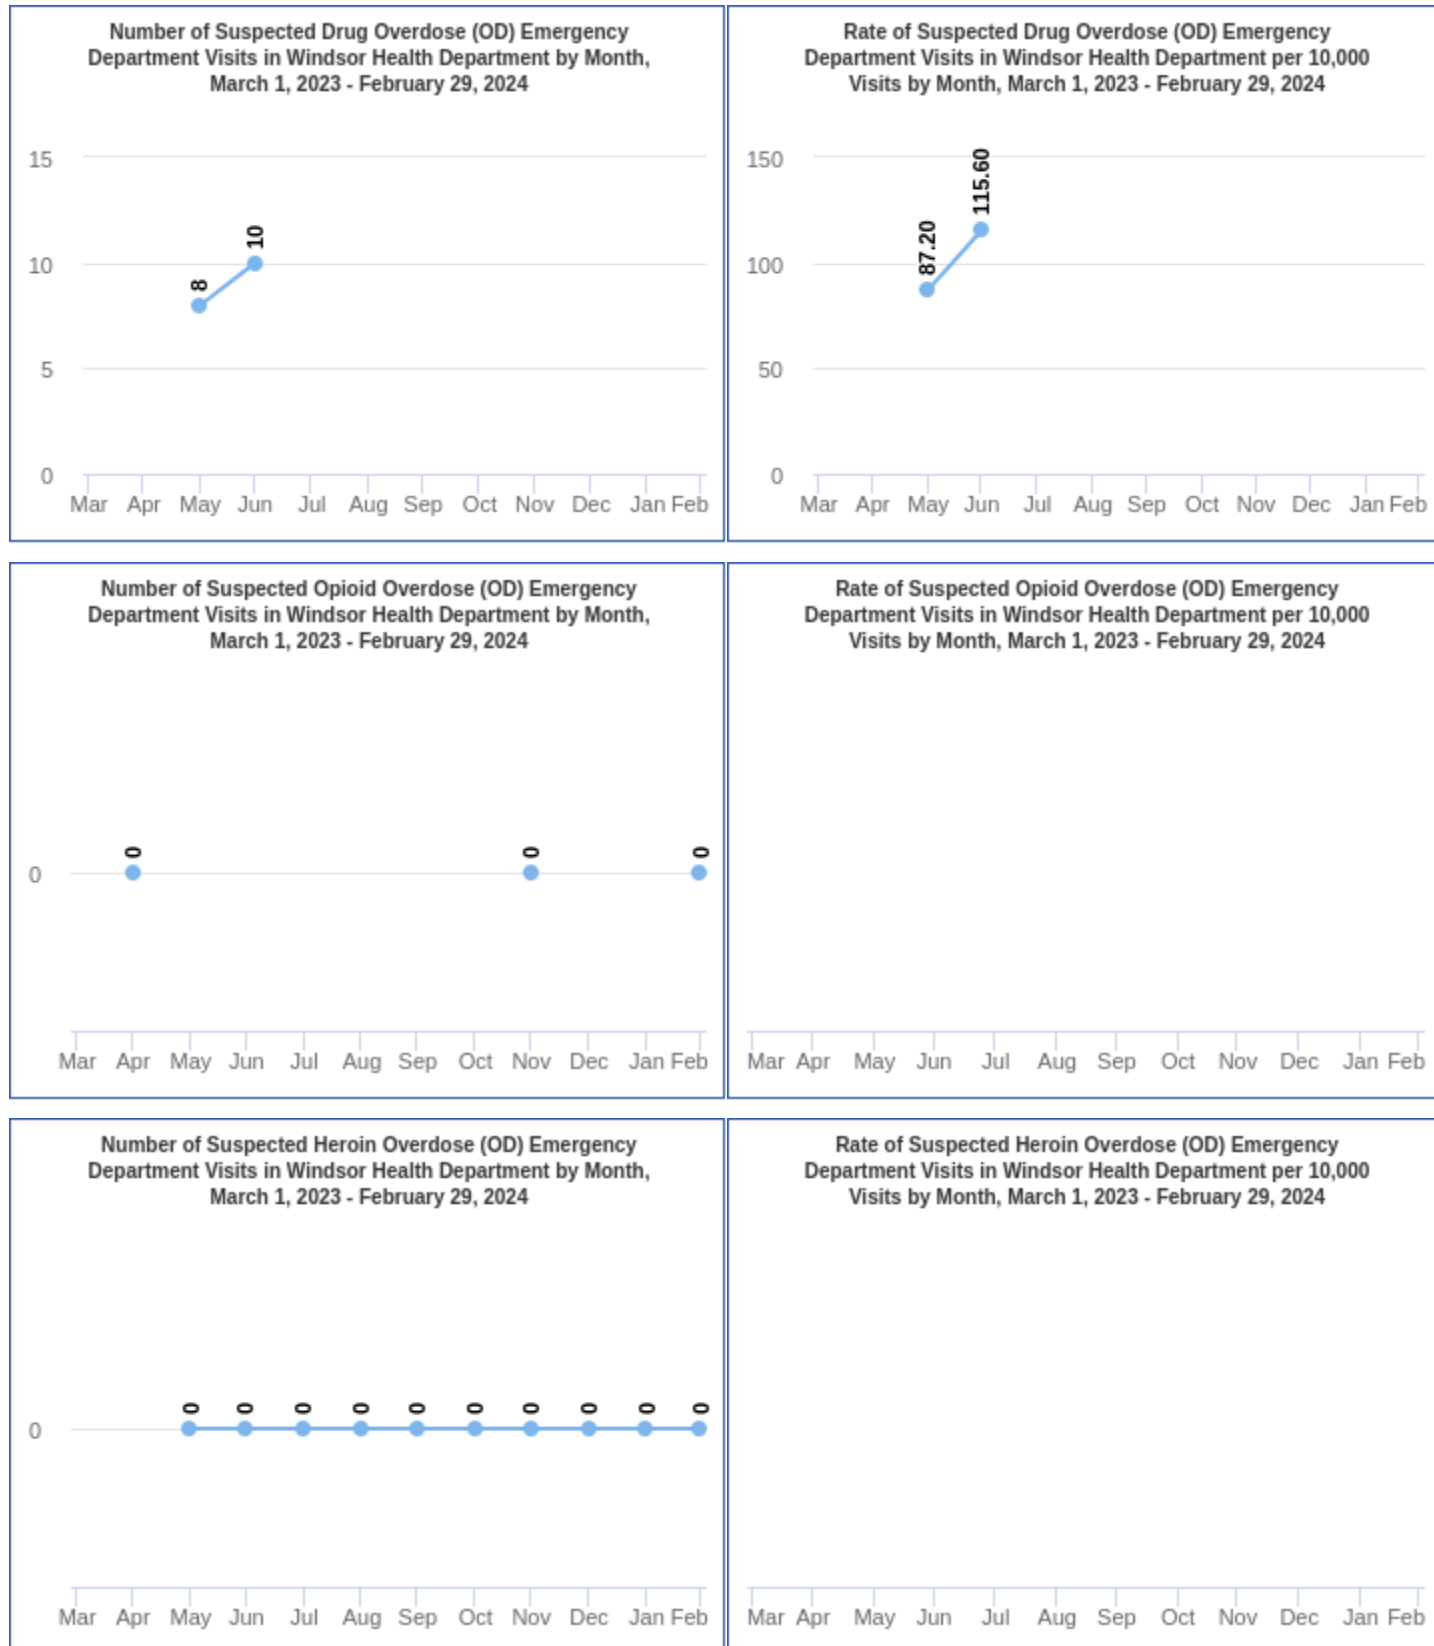 Number of Suspected Drug Overdose (OD) Emergency
Department Visits in Windsor Health Department by Month,
March 1, 2023 - February 29, 2024
15
10
5
0
8
10
Mar Apr May Jun Jul Aug Sep Oct Nov Dec Jan Feb
Rate of Suspected Drug Overdose (OD) Emergency
Department Visits in Windsor Health Department per 10,000
Visits by Month, March 1, 2023 - February 29, 2024
150
100
50
0
87.20
115.60
Mar Apr May Jun Jul Aug Sep Oct Nov Dec Jan Feb
Number of Suspected Opioid Overdose (OD) Emergency
Department Visits in Windsor Health Department by Month,
March 1, 2023 - February 29, 2024
0
0 0 0
Mar Apr May Jun Jul Aug Sep Oct Nov Dec Jan Feb
Rate of Suspected Opioid Overdose (OD) Emergency
Department Visits in Windsor Health Department per 10,000
Visits by Month, March 1, 2023 - February 29, 2024
Mar Apr May Jun Jul Aug Sep Oct Nov Dec Jan Feb
Number of Suspected Heroin Overdose (OD) Emergency
Department Visits in Windsor Health Department by Month,
March 1, 2023 - February 29, 2024
0
0 0 0 0 0 0 0 0 0 0
Mar Apr May Jun Jul Aug Sep Oct Nov Dec Jan Feb
Rate of Suspected Heroin Overdose (OD) Emergency
Department Visits in Windsor Health Department per 10,000
Visits by Month, March 1, 2023 - February 29, 2024
Mar Apr May Jun Jul Aug Sep Oct Nov Dec Jan Feb